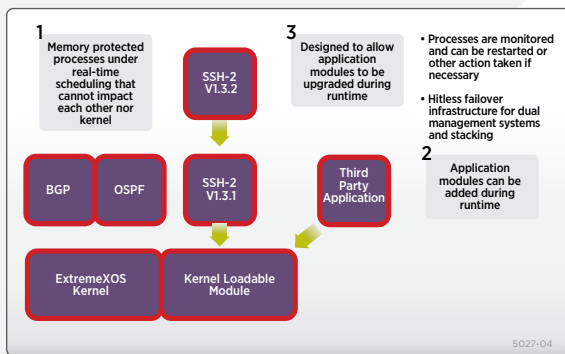 1
Memory protected
processes under
real-time
scheduling that
cannot impact
each other nor
kernel
SSH-2
V1.3.2
3
Designed to allow
application
modules to be
upgraded during
runtime
• Processes are monitored
and can be restarted or
other action taken if
necessary
• Hitless failover
infrastructure for dual
management systems
and stacking
2
Application
modules can be
added during
runtime
BGP
OSPF
SSH-2
V1.3.1
Third
Party
Application
ExtremeXOS
Kernel
Kernel Loadable
Module
5027-04